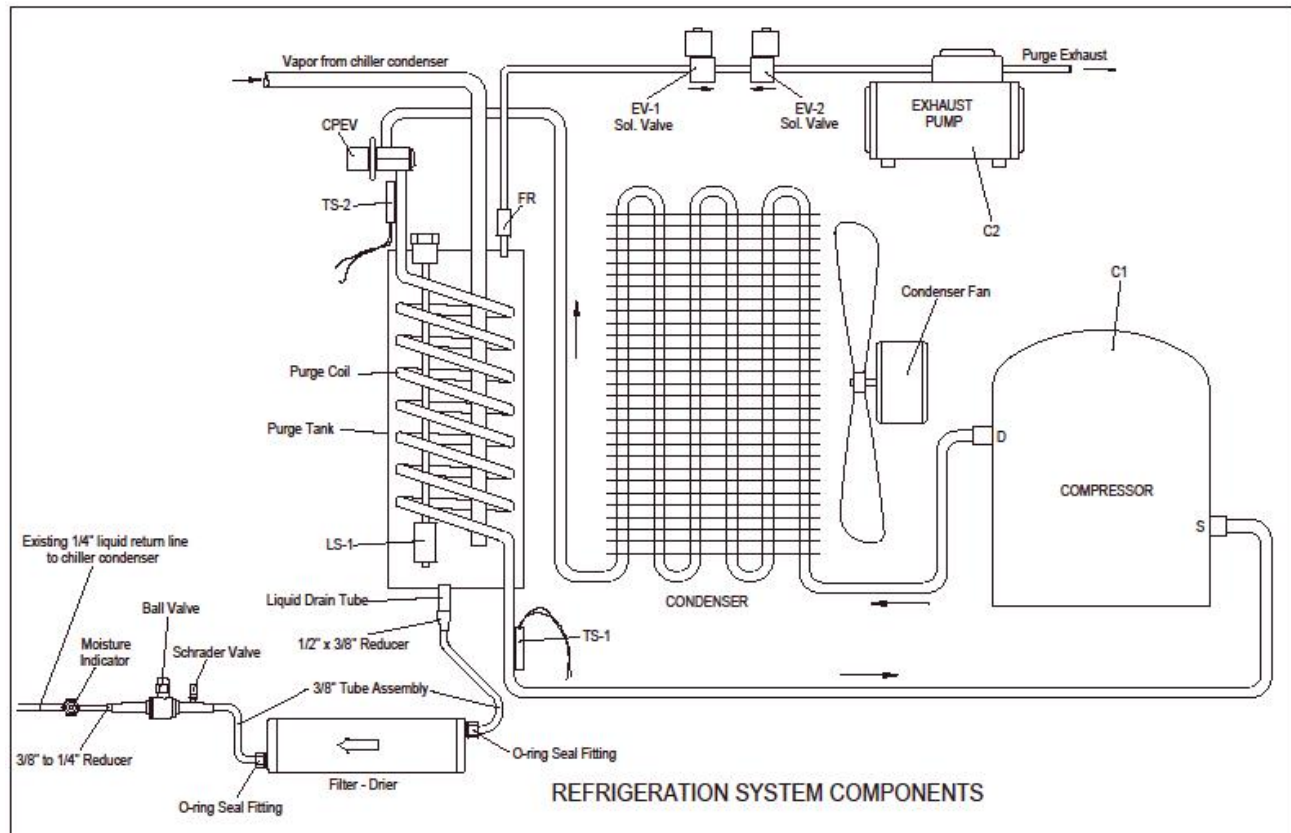 Vapor from chiller condenser
Purge Exhaust
EV-1
Sol. Valve
EV-2
Sol. Valve
EXHAUST
PUMP
CPEV
TS-2
FR
C2
C1
Condenser Fan
Purge Coil
Purge Tank
D
COMPRESSOR
S
LS-1
Existing 1/4" liquid return line
to chiller condenser
Liquid Drain Tube
CONDENSER
Ball Valve
1/2" x 3/8" Reducer
TS-1
Moisture
Indicator
Schrader Valve
3/8" Tube Assembly
3/8" to 1/4" Reducer
O-ring Seal Fitting
O-ring Seal Fitting
Filter - Drier
REFRIGERATION SYSTEM COMPONENTS